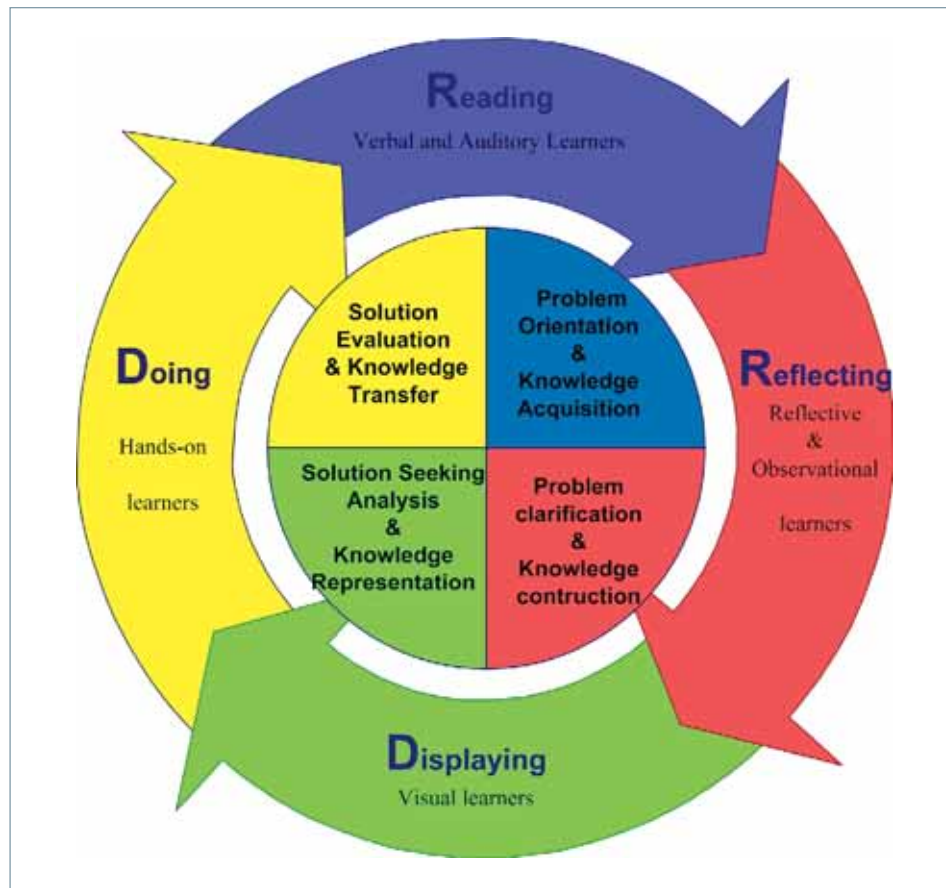 Reading
Verbal and Auditory Learners
Reflecting
Reflective
&
Observational
learners
Displaying
Visual learners
Doing
Hands-on
learners
Problem
Orientation
&
Knowledge
Acquisition
Problem
clarification
&
Knowledge
contruction
Solution Seeking
Analysis
&
Knowledge
Representation
Solution
Evaluation
& Knowledge
Transfer